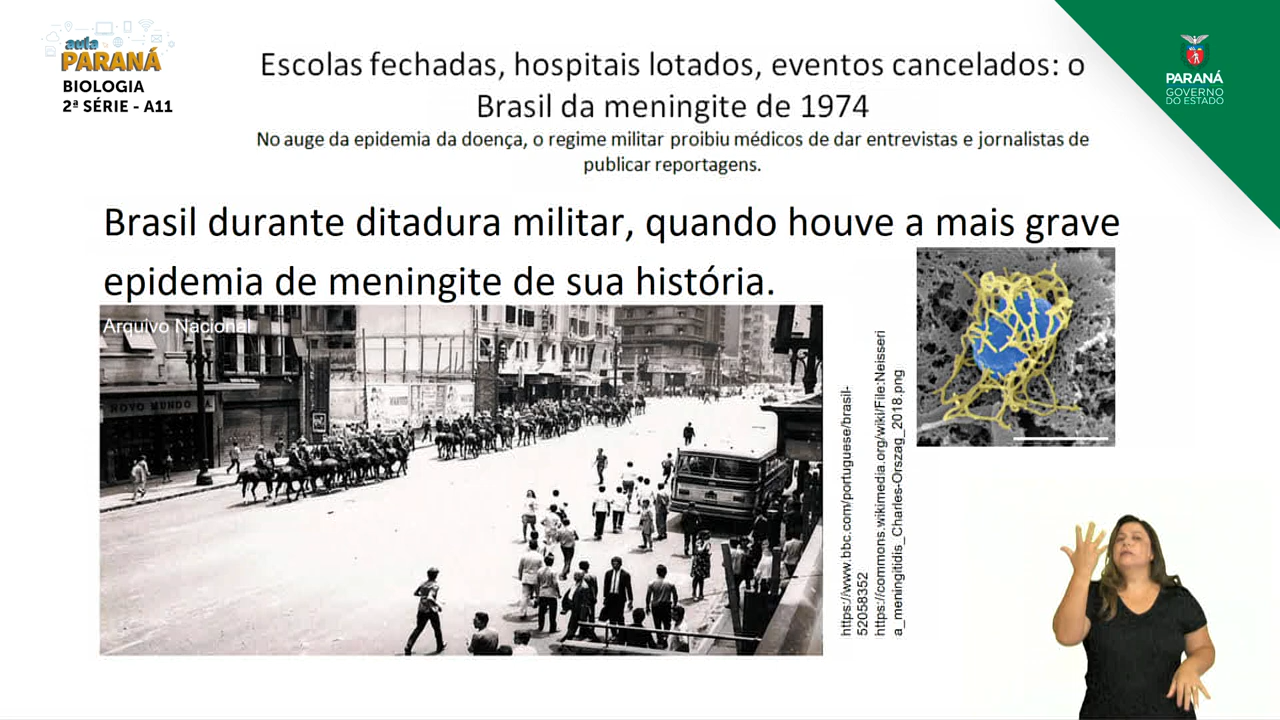 aula
PARANÁ
BIOLOGIA
2ª SÉRIE - A11
PARANÁ
GOVERNO
DO ESTADO
Escolas fechadas, hospitais lotados, eventos cancelados: o
Brasil da meningite de 1974
No auge da epidemia da doença, o regime militar proibiu médicos de dar entrevistas e jornalistas de
publicar reportagens.
Brasil durante ditadura militar, quando houve a mais grave
epidemia de meningite de sua história.
Arquivo Nacional
NOVO MUNDO
https://www.bbc.com/portuguese/brasil-
52058352
https://commons.wikimedia.org/wiki/File:Neisseri
a_meningitidis_Charles-Orszag_2018.png